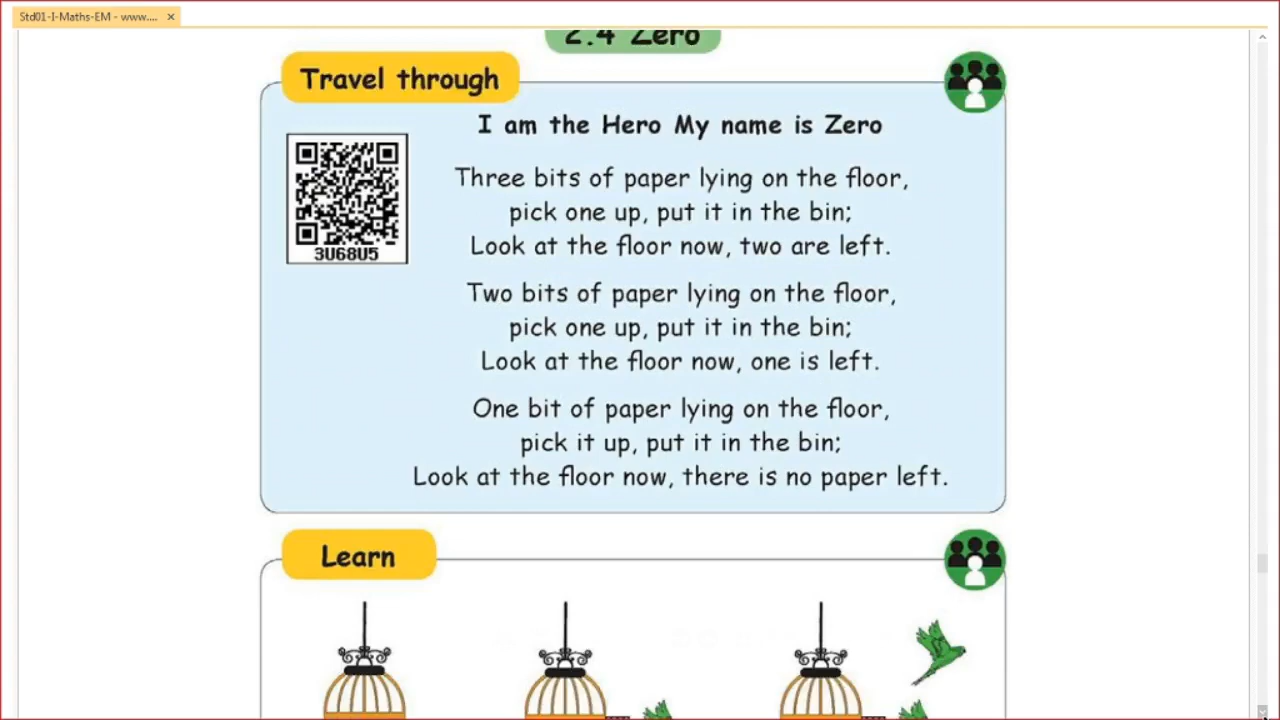 Std01-I-Maths-EM - www....
2.4 Zero
Travel through
I am the Hero My name is Zero
3U68U5
Three bits of paper lying on the floor,
pick one up, put it in the bin;
Look at the floor now, two are left.
Two bits of paper lying on the floor,
pick one up, put it in the bin;
Look at the floor now, one is left.
One bit of paper lying on the floor,
pick it up, put it in the bin;
Look at the floor now, there is no paper left.
Learn